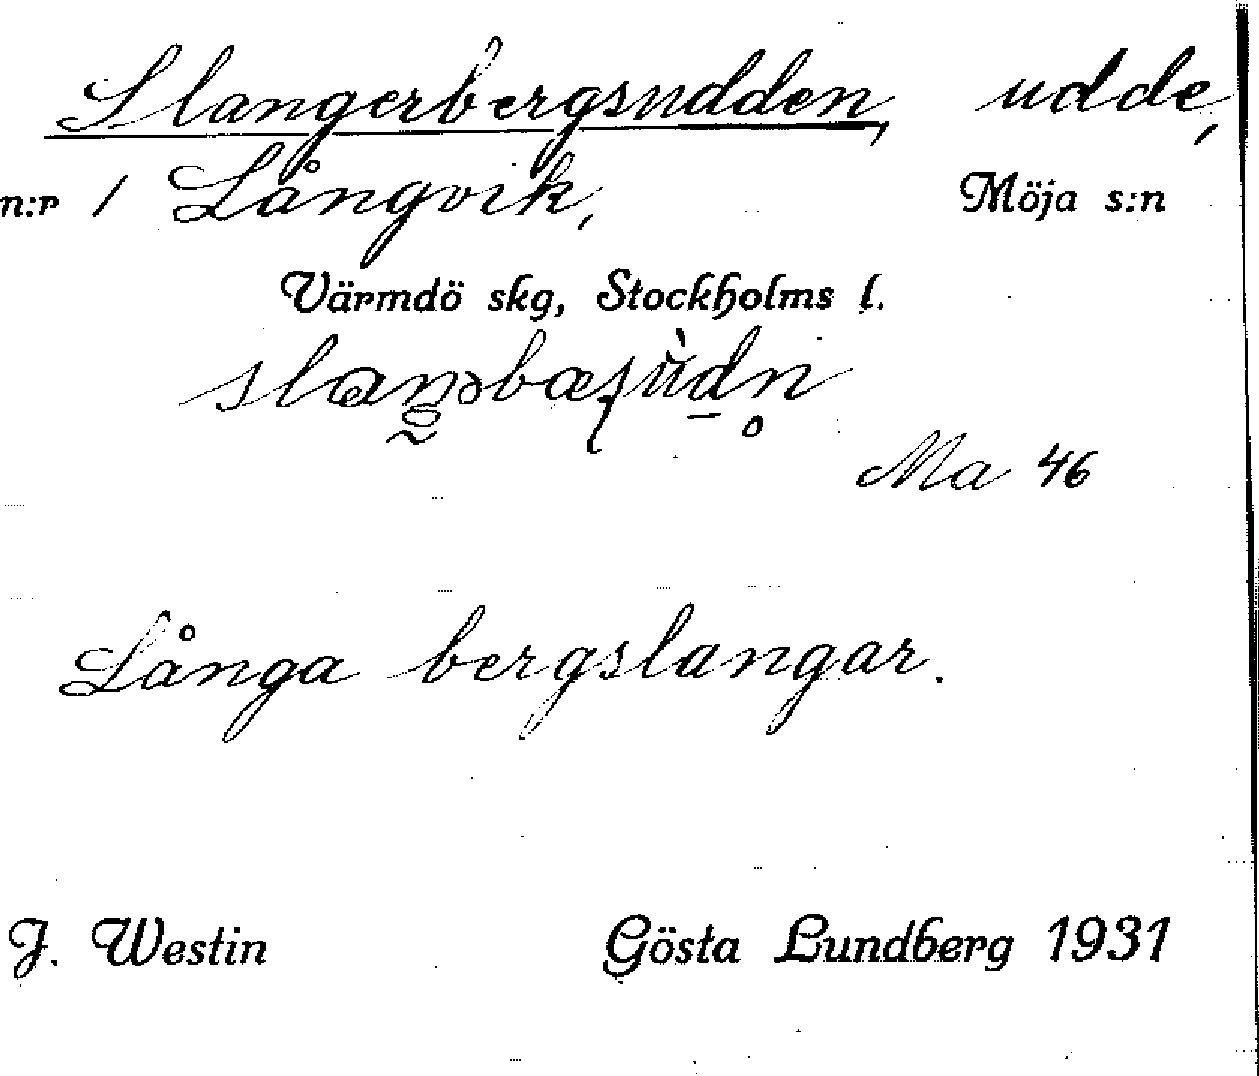 Slangerbergsudden, udde,
n:r 1 Långvik, Möja s:n
Värmdö skg, Stockholms l.
Ma 46
Långa bergslangar.
J. Westin Gösta Lundberg 1931